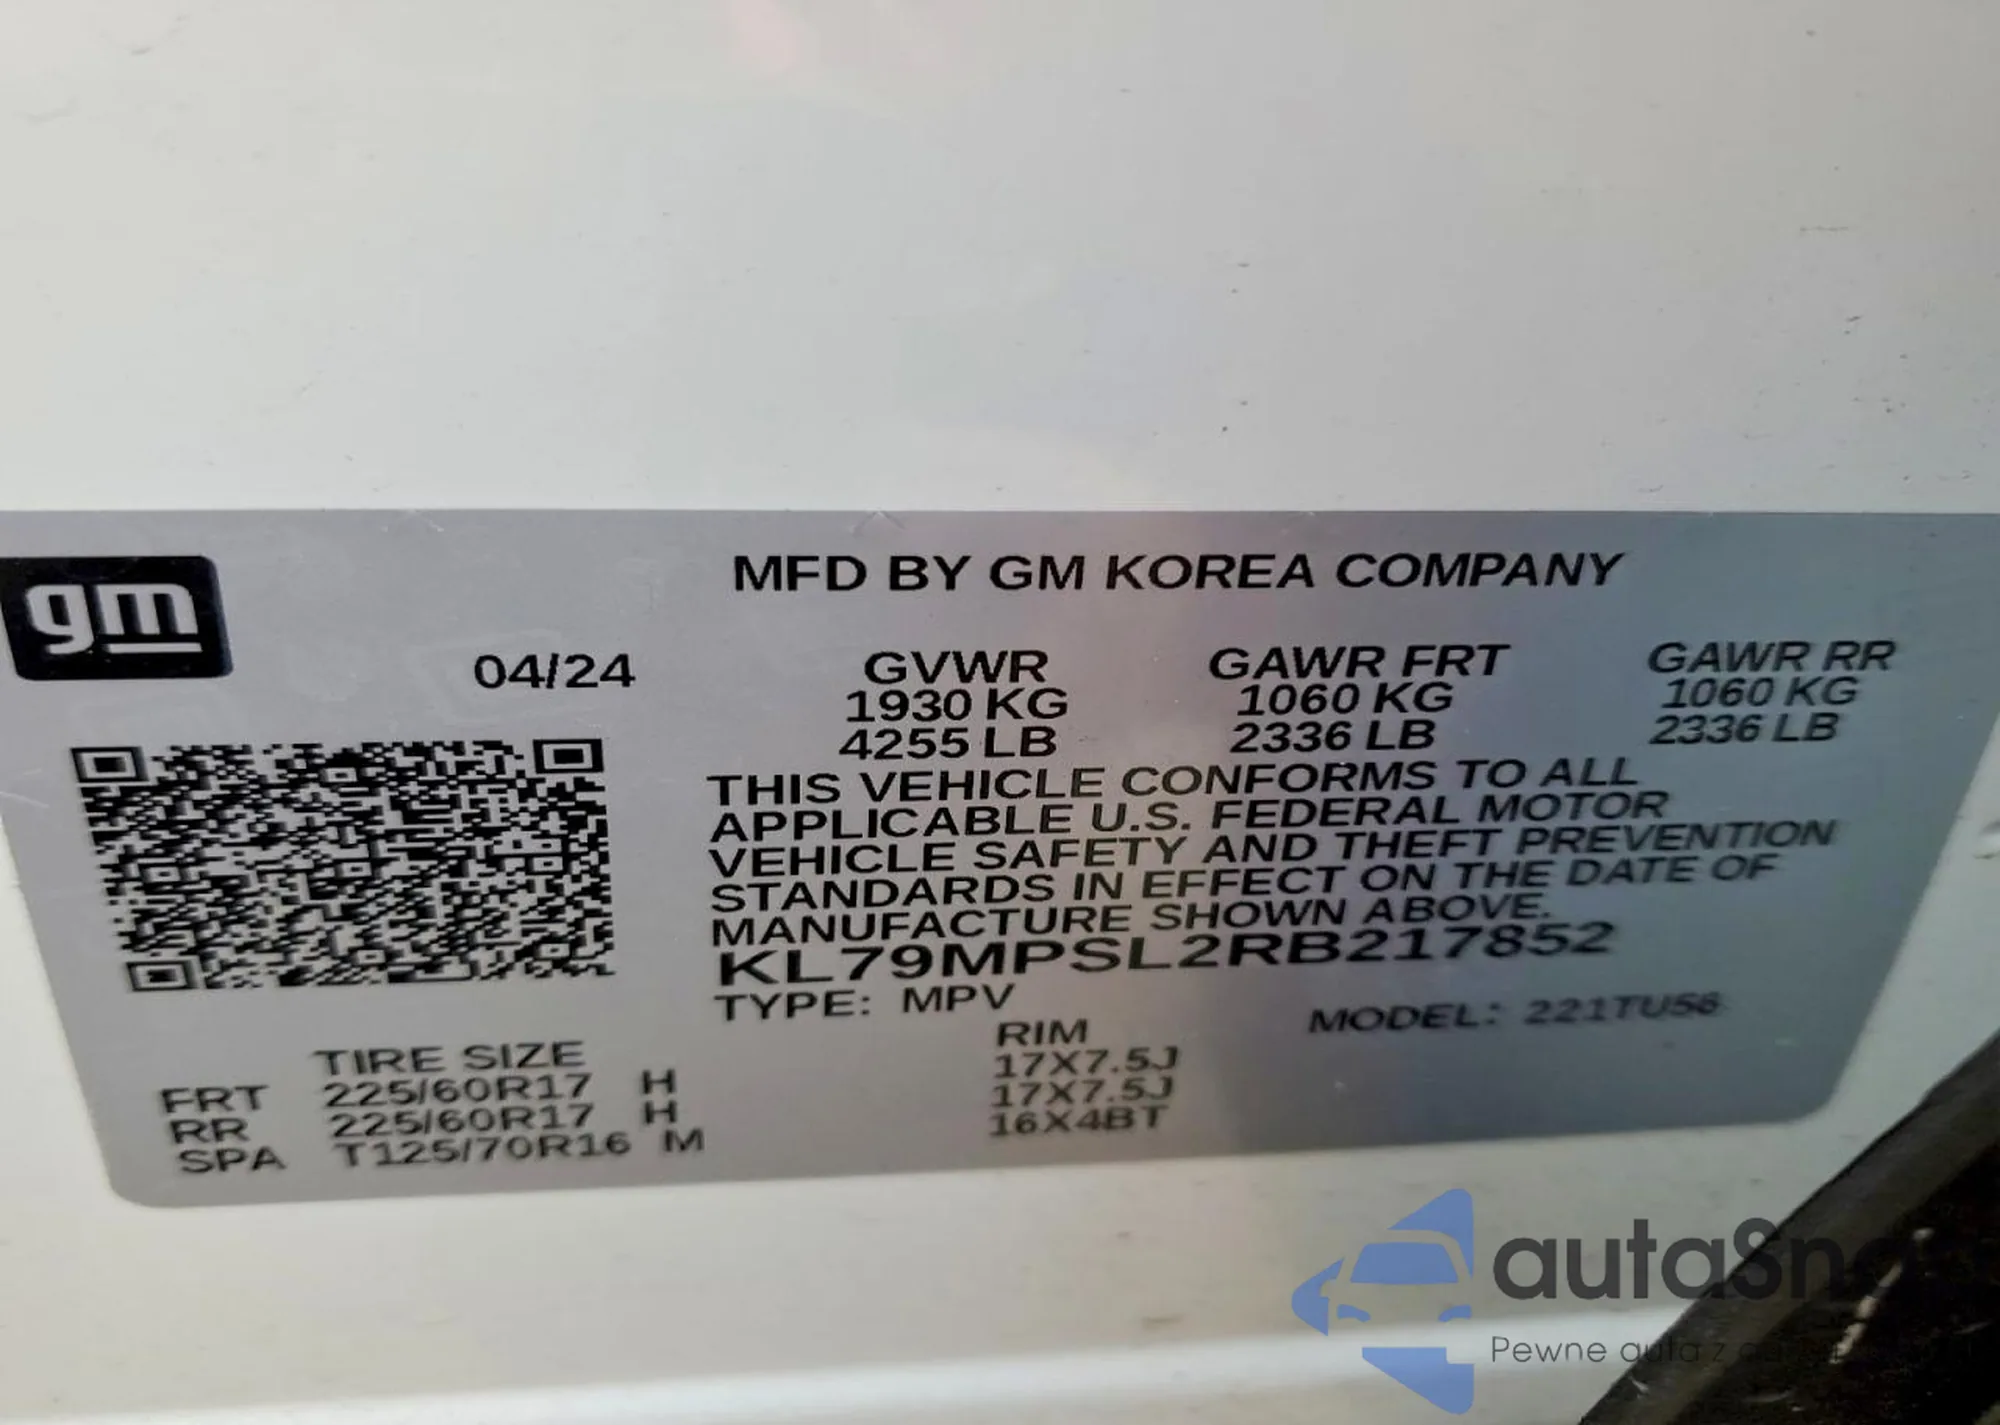 gm
MFD BY GM KOREA COMPANY
04/24
GVWR GAWR FRT GAWR RR
1930 KG 1060 KG 1060 KG
4255 LB 2336 LB 2336 LB
THIS VEHICLE CONFORMS TO ALL
APPLICABLE U.S. FEDERAL MOTOR
VEHICLE SAFETY AND THEFT PREVENTION
STANDARDS IN EFFECT ON THE DATE OF
MANUFACTURE SHOWN ABOVE.
KL79MPSL2RB217852
TYPE: MPV MODEL: 221TU56
TIRE SIZE RIM
FRT 225/60R17 H 17X7.5J
RR 225/60R17 H 17X7.5J
SPA T125/70R16 M 16X4BT
autaSna
Pewne auta z